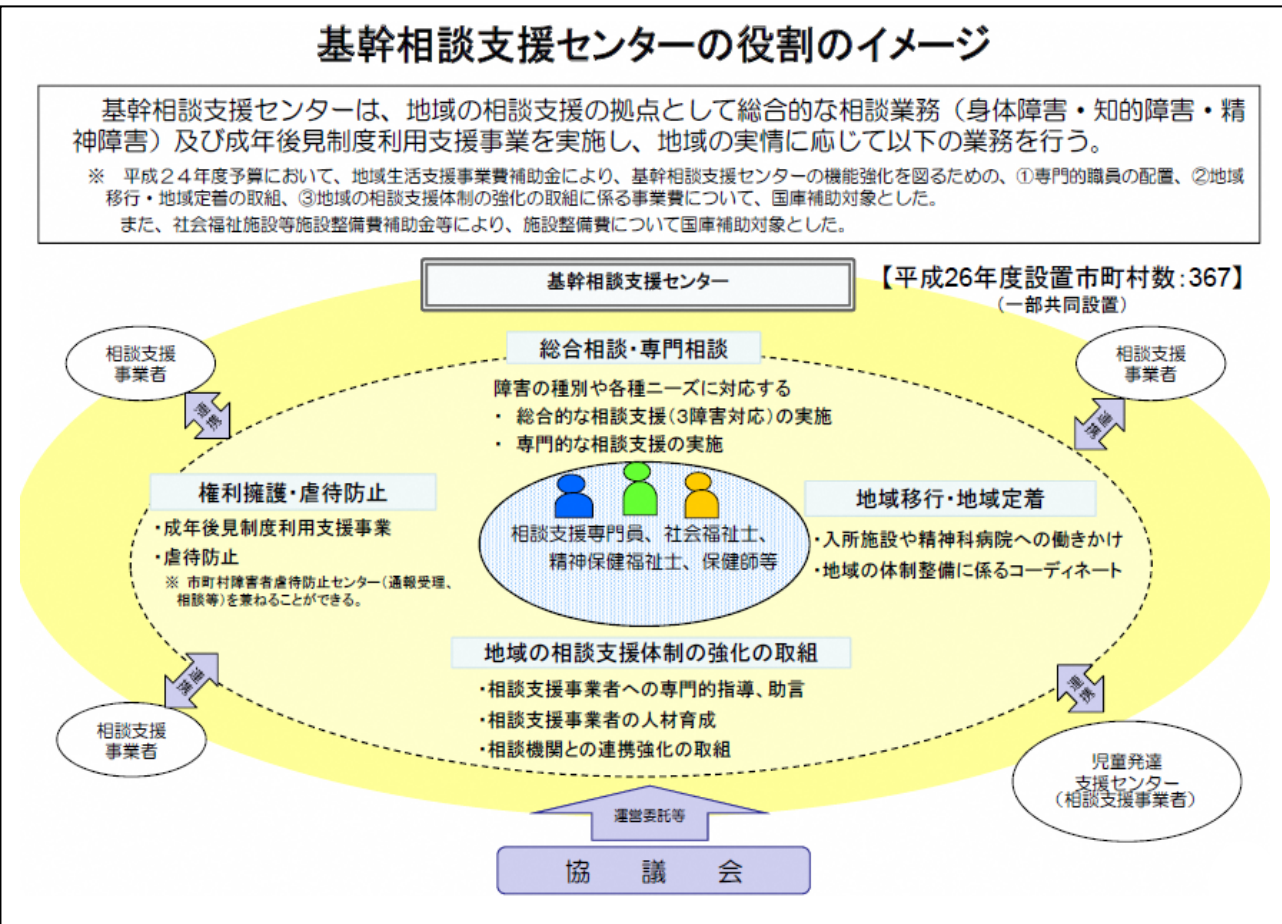 基幹相談支援センターの役割のイメージ
基幹相談支援センターは、地域の相談支援の拠点として総合的な相談業務（身体障害・知的障害・精
神障害）及び成年後見制度利用支援事業を実施し、地域の実情に応じて以下の業務を行う。
※　平成２４年度予算において、地域生活支援事業費補助金により、基幹相談支援センターの機能強化を図るための、①専門的職員の配置、②地域
移行・地域定着の取組、③地域の相談支援体制の強化の取組に係る事業費について、国庫補助対象とした。
また、社会福祉施設等施設整備費補助金等により、施設整備費について国庫補助対象とした。
基幹相談支援センター
【平成26年度設置市町村数：367】
（一部共同設置）
相談支援
事業者
連携
総合相談・専門相談
障害の種別や各種ニーズに対応する
・ 総合的な相談支援（3障害対応）の実施
・ 専門的な相談支援の実施
相談支援
事業者
連携
権利擁護・虐待防止
・成年後見制度利用支援事業
・虐待防止
※ 市町村障害者虐待防止センター（通報受理、
相談等）を兼ねることができる。
相談支援専門員、社会福祉士、
精神保健福祉士、保健師等
地域移行・地域定着
・入所施設や精神科病院への働きかけ
・地域の体制整備に係るコーディネート
連携
相談支援
事業者
地域の相談支援体制の強化の取組
・相談支援事業者への専門的指導、助言
・相談支援事業者の人材育成
・相談機関との連携強化の取組
連携
児童発達
支援センター
（相談支援事業者）
運営委託等
協　議　会